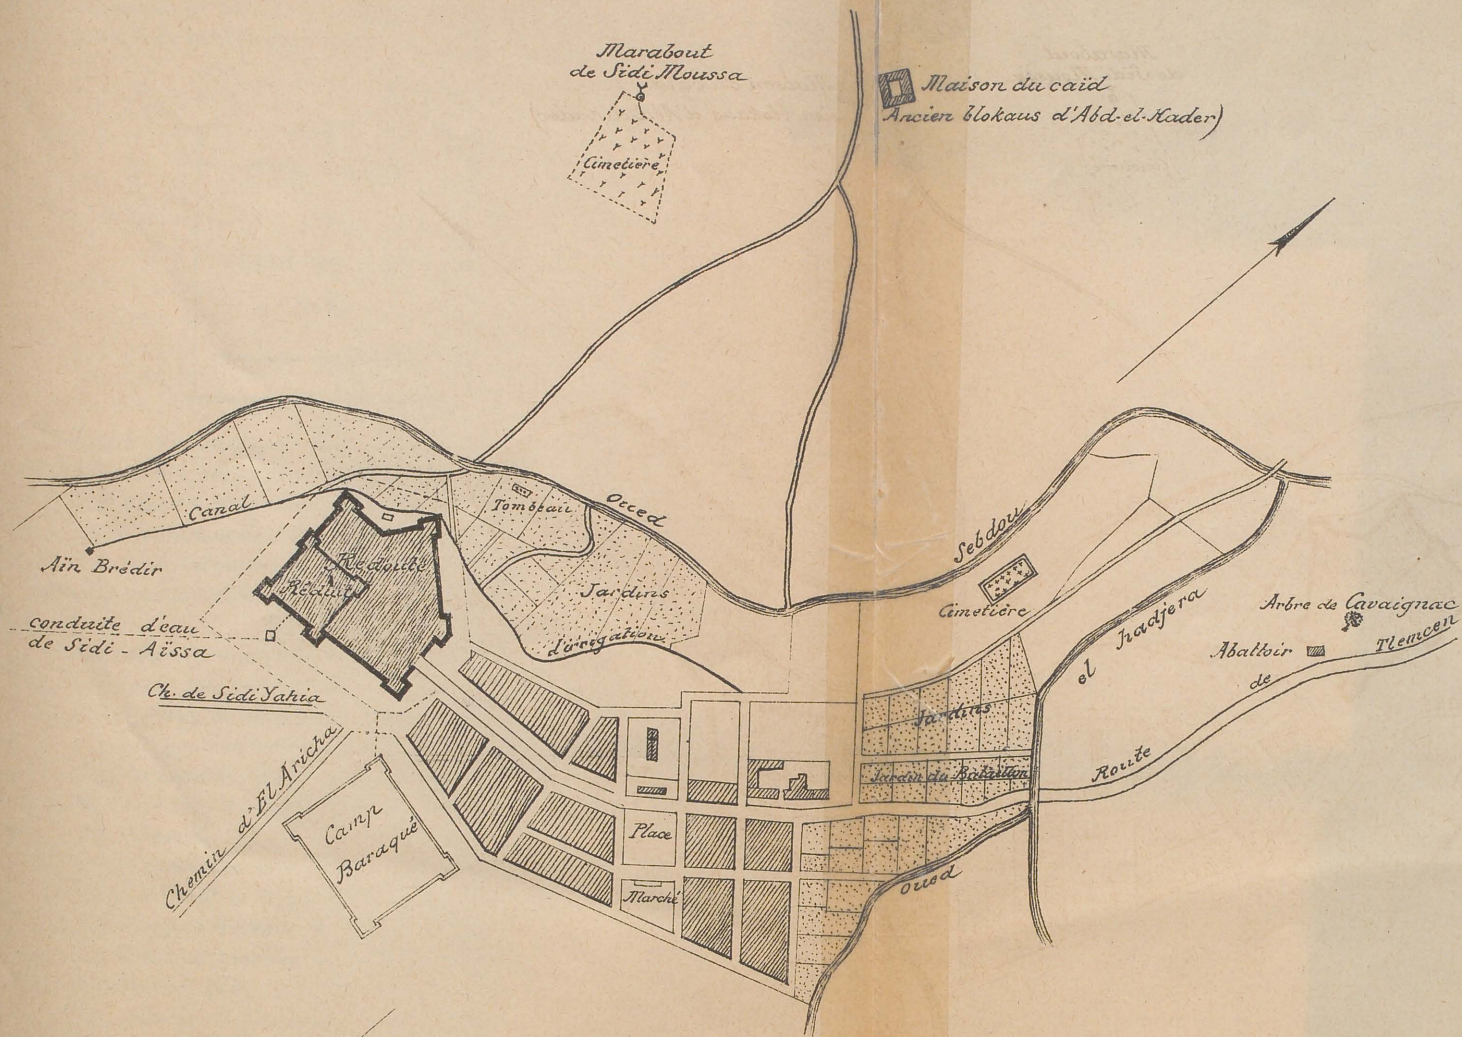 Marabout
de Sidi Moussa
Cimetière
Maison du caïd
Ancien blokaus d'Abd-el-Kader)
Canal
Tombeau
Oued
Sebdou
Aïn Brédir
Redoute
Réduit
Jardins
d'irrigation
Cimetière
conduite d'eau
de Sidi-Aïssa
Ch. de Sidi Yahia
Chemin d'El Aricha
Camp
Baraqué
Place
Marché
Jardins
Jardin du Bataillon
Oued
el hadjera
Arbre de Cavaignac
Abattoir
Route de Tlemcen